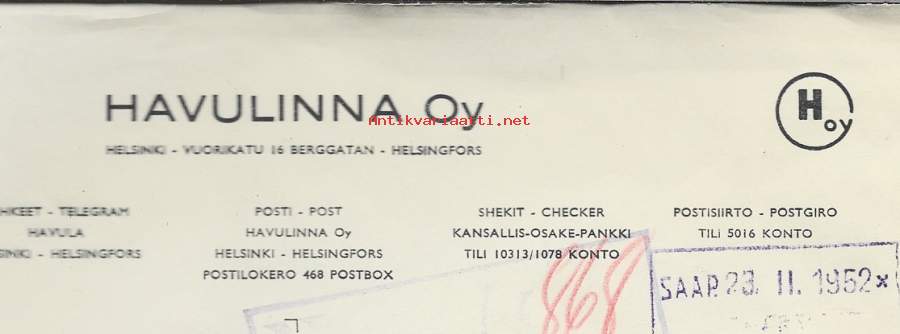 HAVULINNA Oy
H oy
Antikvariaatti.net
HELSINKI - VUORIKATU 16 BERGGATAN - HELSINGFORS
HKEET - TELEGRAM
HAVULA
SINKI - HELSINGFORS
POSTI - POST
HAVULINNA Oy
HELSINKI - HELSINGFORS
POSTILOKERO 468 POSTBOX
SHEKIT - CHECKER
KANSALLIS-OSAKE-PANKKI
TILI 10313/1078 KONTO
POSTISIIRTO - POSTGIRO
TILI 5016 KONTO
868
SAAP. 23. II. 1952 *